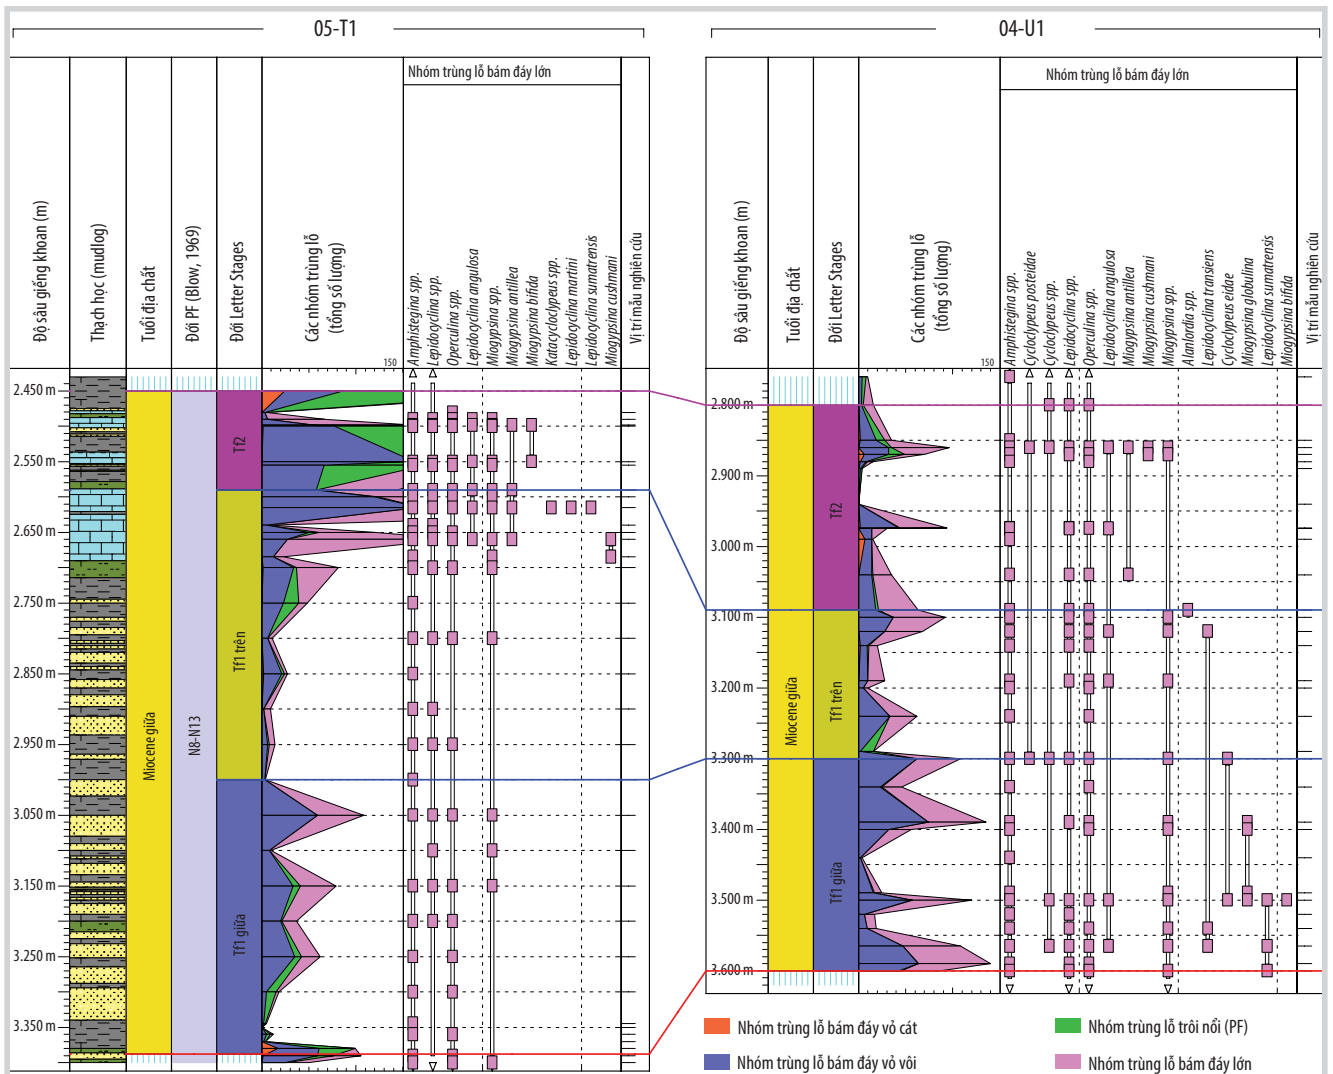 05-T1
04-U1
Độ sâu giếng khoan (m)
Thạch học (mudlog)
Tuổi địa chất
Đới PF (Blow, 1969)
Đới Letter Stages
Các nhóm trùng lỗ
(tổng số lượng)
150
Nhóm trùng lỗ bám đáy lớn
Amphistegina spp.
Lepidocyclina spp.
Operculina spp.
Lepidocyclina angulosa
Miogypsina spp.
Miogypsina antillea
Miogypsina bifida
Katacycloclypeus spp.
Lepidocyclina martini
Lepidocyclina sumatrensis
Miogypsina cushmani
Vị trí mẫu nghiên cứu
2.450 m
2.550 m
2.650 m
2.750 m
2.850 m
2.950 m
3.050 m
3.150 m
3.250 m
3.350 m
Miocene giữa
N8-N13
Tf2
Tf1 trên
Tf1 giữa
Độ sâu giếng khoan (m)
Tuổi địa chất
Đới Letter Stages
Các nhóm trùng lỗ
(tổng số lượng)
150
Nhóm trùng lỗ bám đáy lớn
Amphistegina spp.
Cycloclypeus posteidae
Cycloclypeus spp.
Lepidocyclina spp.
Operculina spp.
Lepidocyclina angulosa
Miogypsina antillea
Miogypsina cushmani
Miogypsina spp.
Alanlordia spp.
Lepidocyclina transiens
Cycloclypeus eidae
Miogypsina globulina
Lepidocyclina sumatrensis
Miogypsina bifida
Vị trí mẫu nghiên cứu
2.800 m
2.900 m
3.000 m
3.100 m
3.200 m
3.300 m
3.400 m
3.500 m
3.600 m
Miocene giữa
Tf2
Tf1 trên
Tf1 giữa
Nhóm trùng lỗ bám đáy vỏ cát
Nhóm trùng lỗ trôi nổi (PF)
Nhóm trùng lỗ bám đáy vỏ vôi
Nhóm trùng lỗ bám đáy lớn